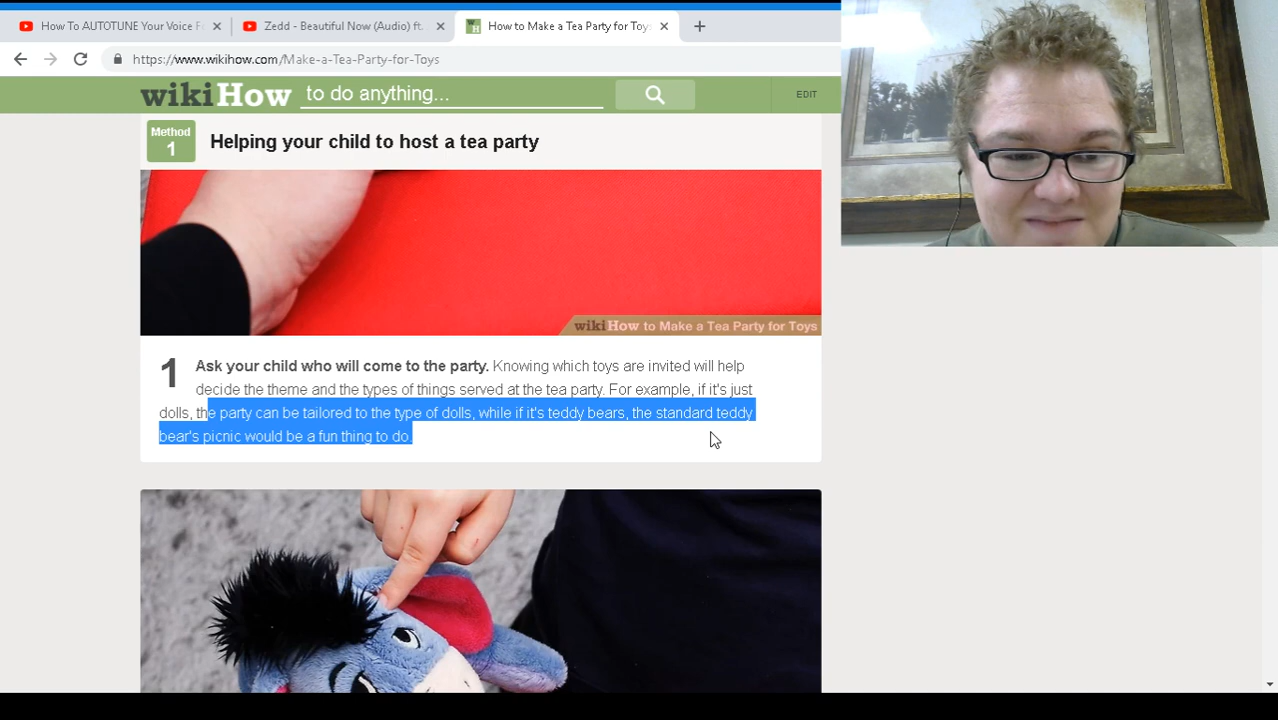 How To AUTOTUNE Your Voice F
Zedd - Beautiful Now (Audio) ft.
How to Make a Tea Party for Toys
https://www.wikihow.com/Make-a-Tea-Party-for-Toys
wikiHow to do anything...
EDIT
Method
1
Helping your child to host a tea party
wikiHow to Make a Tea Party for Toys
1 Ask your child who will come to the party. Knowing which toys are invited will help
decide the theme and the types of things served at the tea party. For example, if it's just
dolls, the party can be tailored to the type of dolls, while if it's teddy bears, the standard teddy
bear's picnic would be a fun thing to do.